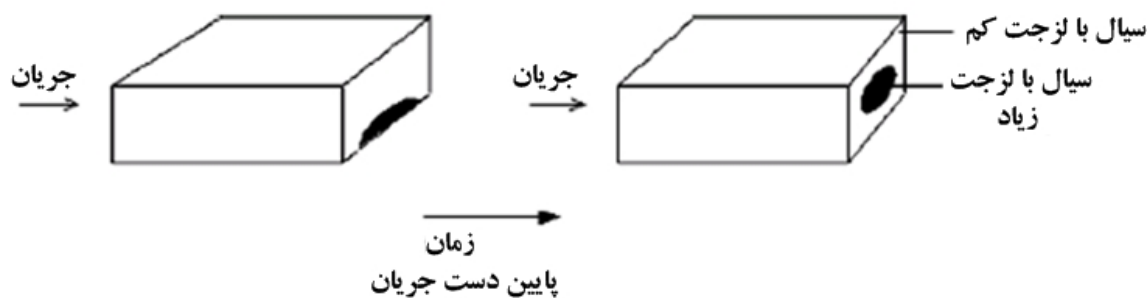 سیال با لزجت کم
جریان
جریان
سیال با لزجت
زیاد
زمان
پایین دست جریان